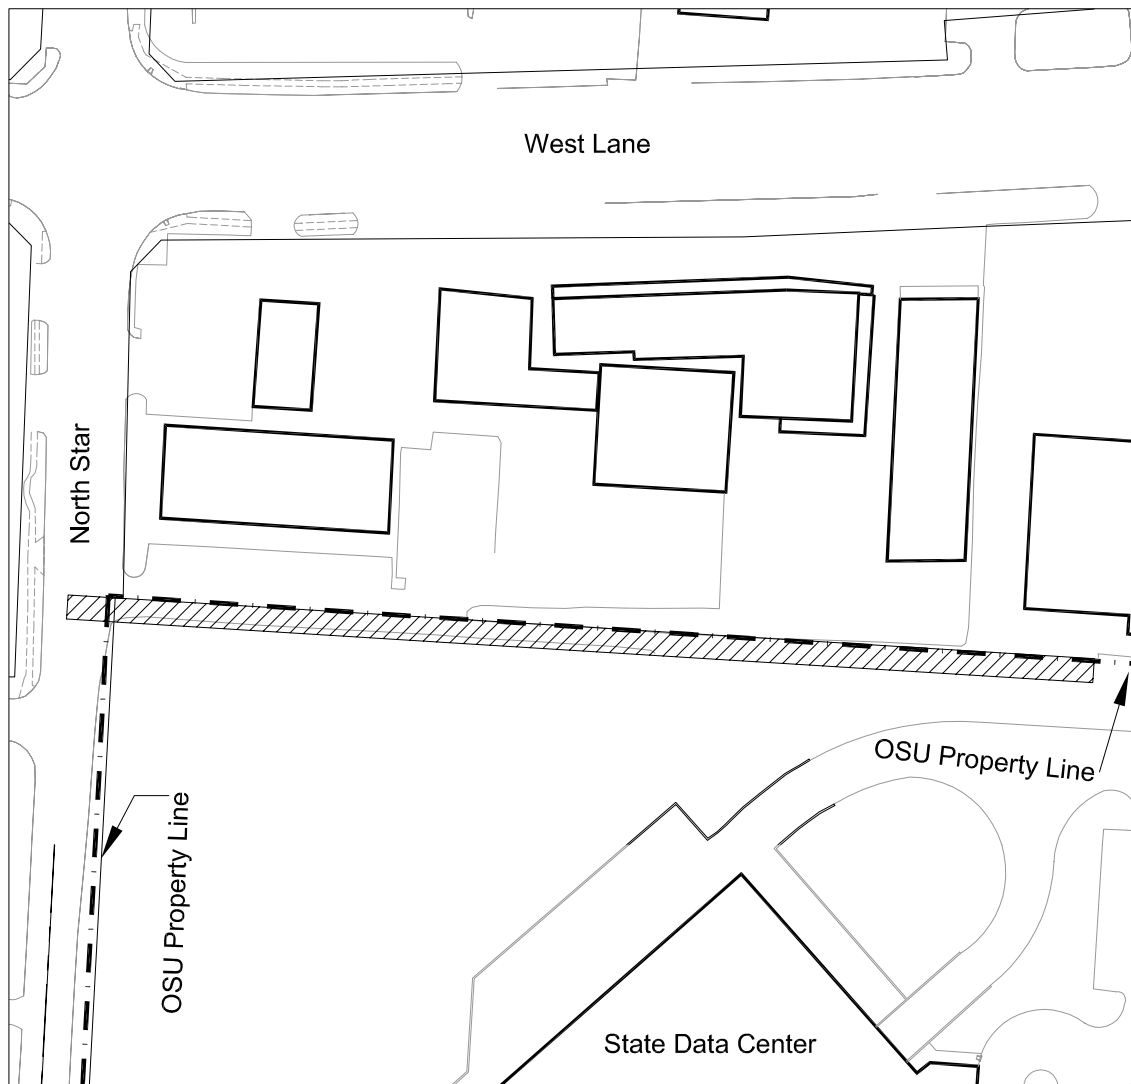 West Lane
North Star
OSU Property Line
OSU Property Line
State Data Center